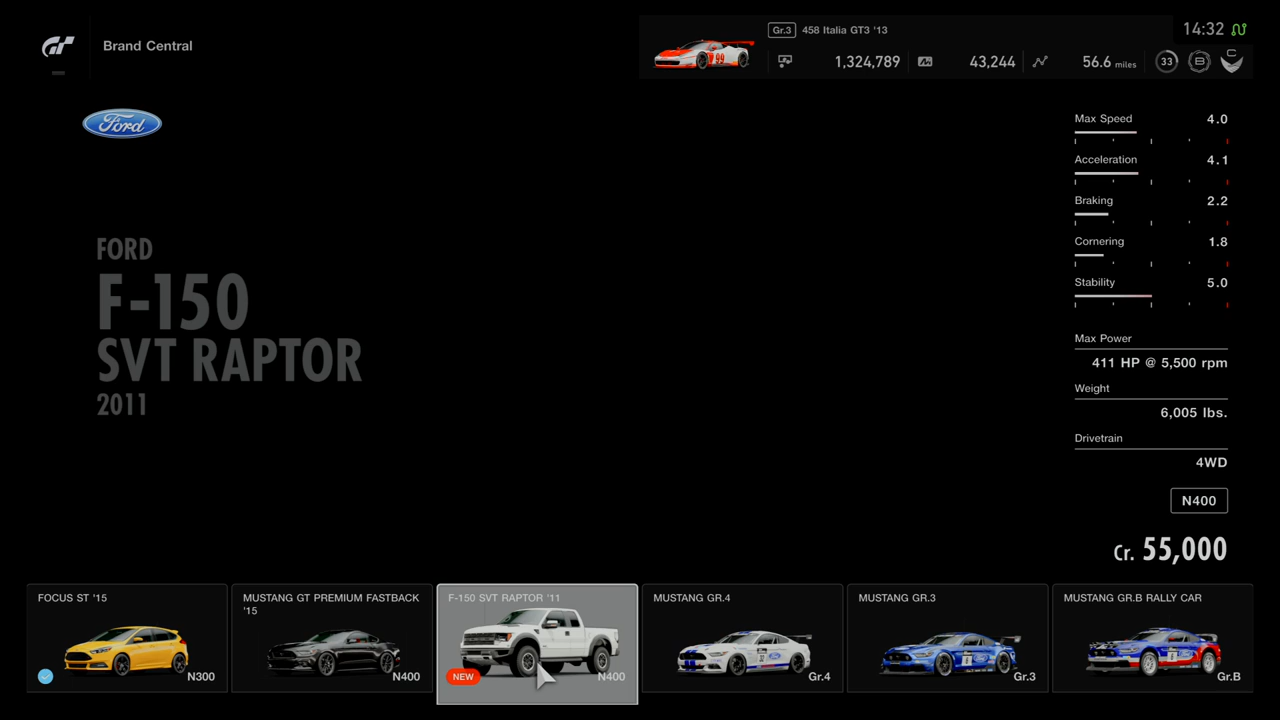 Brand Central
Gr.3 458 Italia GT3 '13
14:32
1,324,789
43,244
56.6 miles
33
B
C
Ford
Max Speed 4.0
Acceleration 4.1
Braking 2.2
Cornering 1.8
Stability 5.0
FORD
F-150
SVT RAPTOR
2011
Max Power
411 HP @ 5,500 rpm
Weight
6,005 lbs.
Drivetrain
4WD
N400
Cr. 55,000
FOCUS ST '15
N300
MUSTANG GT PREMIUM FASTBACK
'15
N400
F-150 SVT RAPTOR '11
NEW
N400
MUSTANG GR.4
Gr.4
MUSTANG GR.3
Gr.3
MUSTANG GR.B RALLY CAR
Gr.B